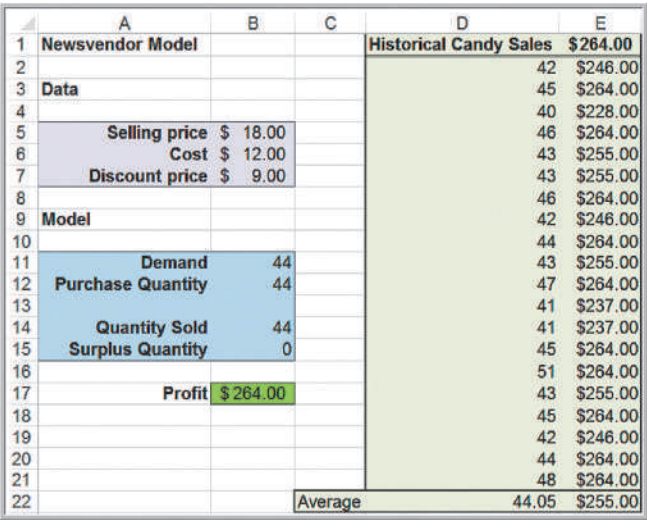 A B C D E
1 Newsvendor Model Historical Candy Sales $264.00
2 42 $246.00
3 Data 45 $264.00
4 40 $228.00
5 Selling price $ 18.00 46 $264.00
6 Cost $ 12.00 43 $255.00
7 Discount price $ 9.00 43 $255.00
8 46 $264.00
9 Model 42 $246.00
10 44 $264.00
11 Demand 44 43 $255.00
12 Purchase Quantity 44 47 $264.00
13 41 $237.00
14 Quantity Sold 44 41 $237.00
15 Surplus Quantity 0 45 $264.00
16 51 $264.00
17 Profit $264.00 43 $255.00
18 45 $264.00
19 42 $246.00
20 44 $264.00
21 48 $264.00
22 Average 44.05 $255.00